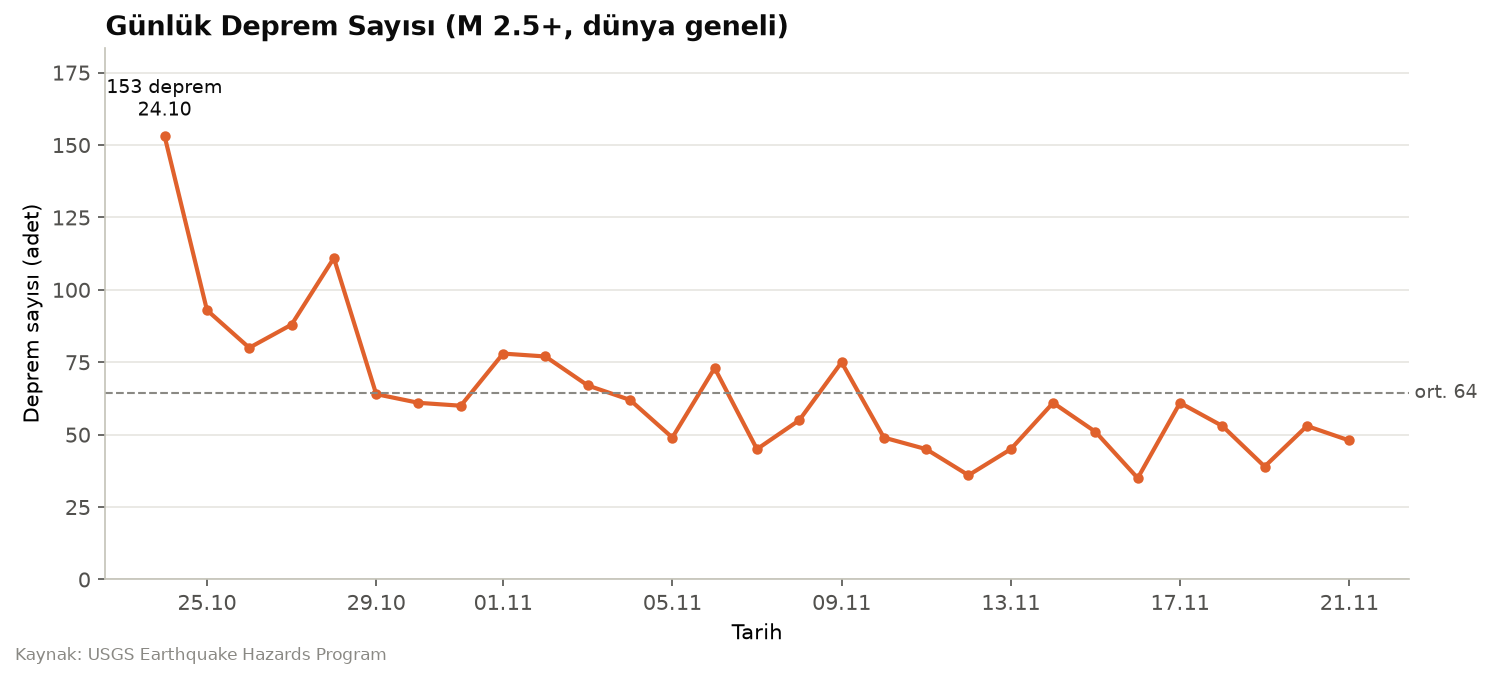 Günlük Deprem Sayısı (M 2.5+, dünya geneli)
175
153 deprem
24.10
150
125
100
75
50
25
0
Deprem sayısı (adet)
ort. 64
25.10
29.10
01.11
05.11
09.11
13.11
17.11
21.11
Tarih
Kaynak: USGS Earthquake Hazards Program